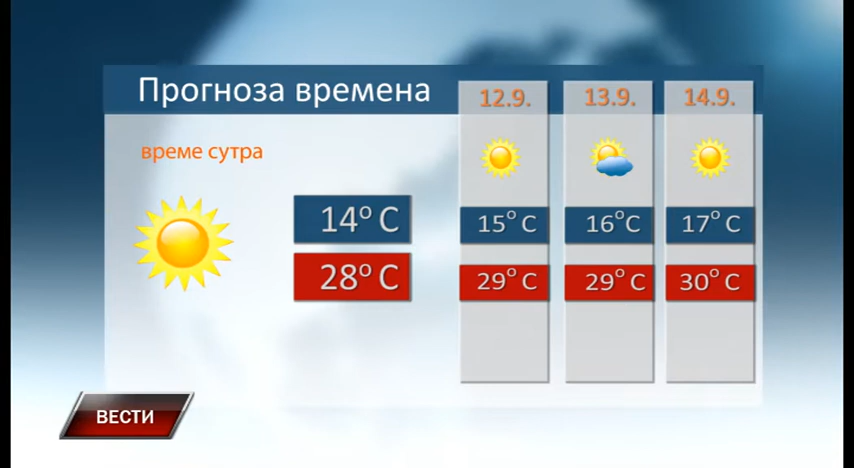 Прогноза времена
време сутра
14° C
28° C
12.9.
15° C
29° C
13.9.
16°C
29° C
14.9.
17° C
30° C
ВЕСТИ